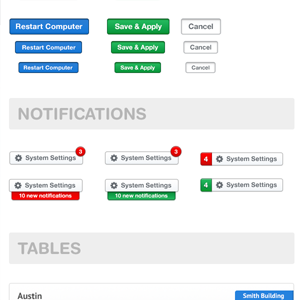 Restart Computer Save & Apply Cancel
Restart Computer Save & Apply Cancel
Restart Computer Save & Apply Cancel
NOTIFICATIONS
System Settings 3 System Settings 3 4 System Settings
System Settings System Settings 4 System Settings
10 new notifications 10 new notifications
TABLES
Austin Smith Building